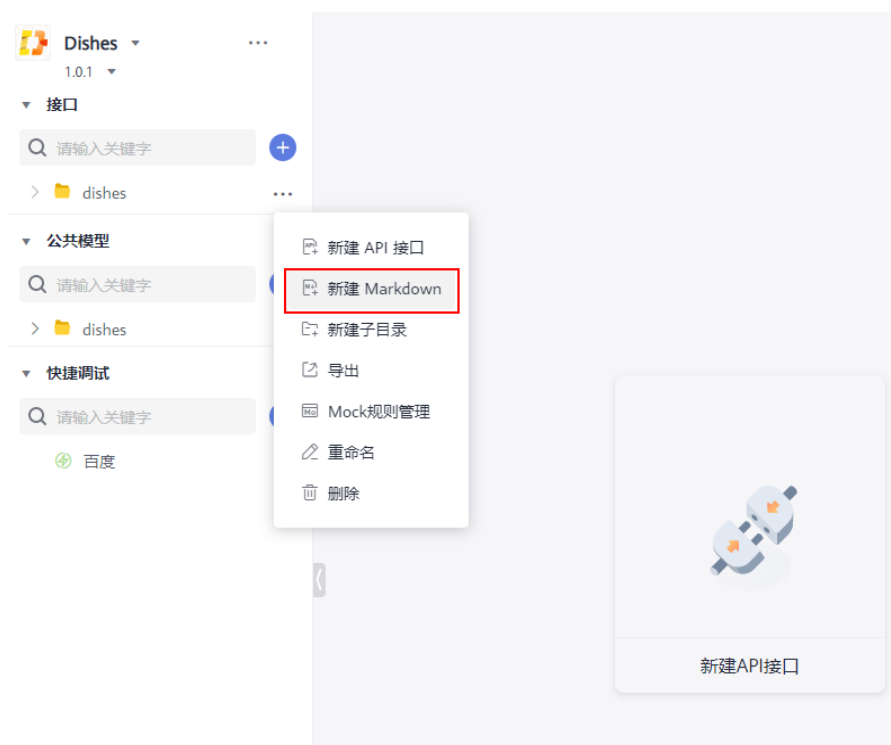 Dishes
1.0.1
接口
请输入关键字
dishes
公共模型
请输入关键字
dishes
快捷调试
请输入关键字
百度
新建 API 接口
新建 Markdown
新建子目录
导出
Mock规则管理
重命名
删除
新建API接口